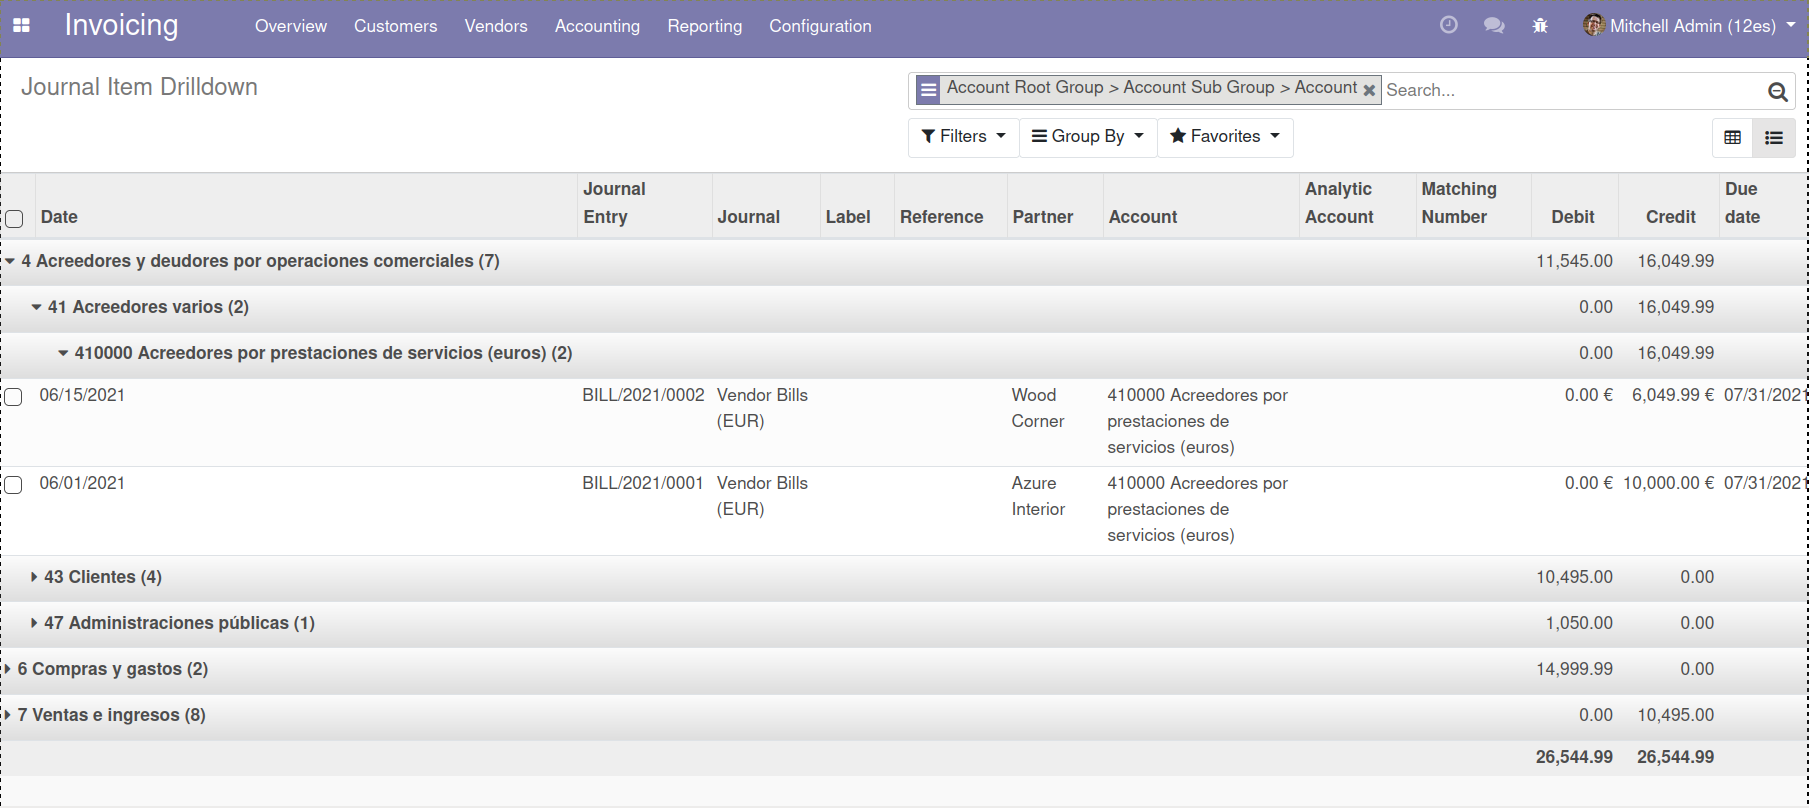 Invoicing Overview Customers Vendors Accounting Reporting Configuration Mitchell Admin (12es)
Journal Item Drilldown
Account Root Group > Account Sub Group > Account Search...
Filters Group By Favorites
Date Journal Entry Journal Label Reference Partner Account Analytic Account Matching Number Debit Credit Due date
4 Acreedores y deudores por operaciones comerciales (7) 11,545.00 16,049.99
41 Acreedores varios (2) 0.00 16,049.99
410000 Acreedores por prestaciones de servicios (euros) (2) 0.00 16,049.99
06/15/2021 BILL/2021/0002 Vendor Bills (EUR) Wood Corner 410000 Acreedores por prestaciones de servicios (euros) 0.00 € 6,049.99 € 07/31/2021
06/01/2021 BILL/2021/0001 Vendor Bills (EUR) Azure Interior 410000 Acreedores por prestaciones de servicios (euros) 0.00 € 10,000.00 € 07/31/2021
43 Clientes (4) 10,495.00 0.00
47 Administraciones públicas (1) 1,050.00 0.00
6 Compras y gastos (2) 14,999.99 0.00
7 Ventas e ingresos (8) 0.00 10,495.00
26,544.99 26,544.99